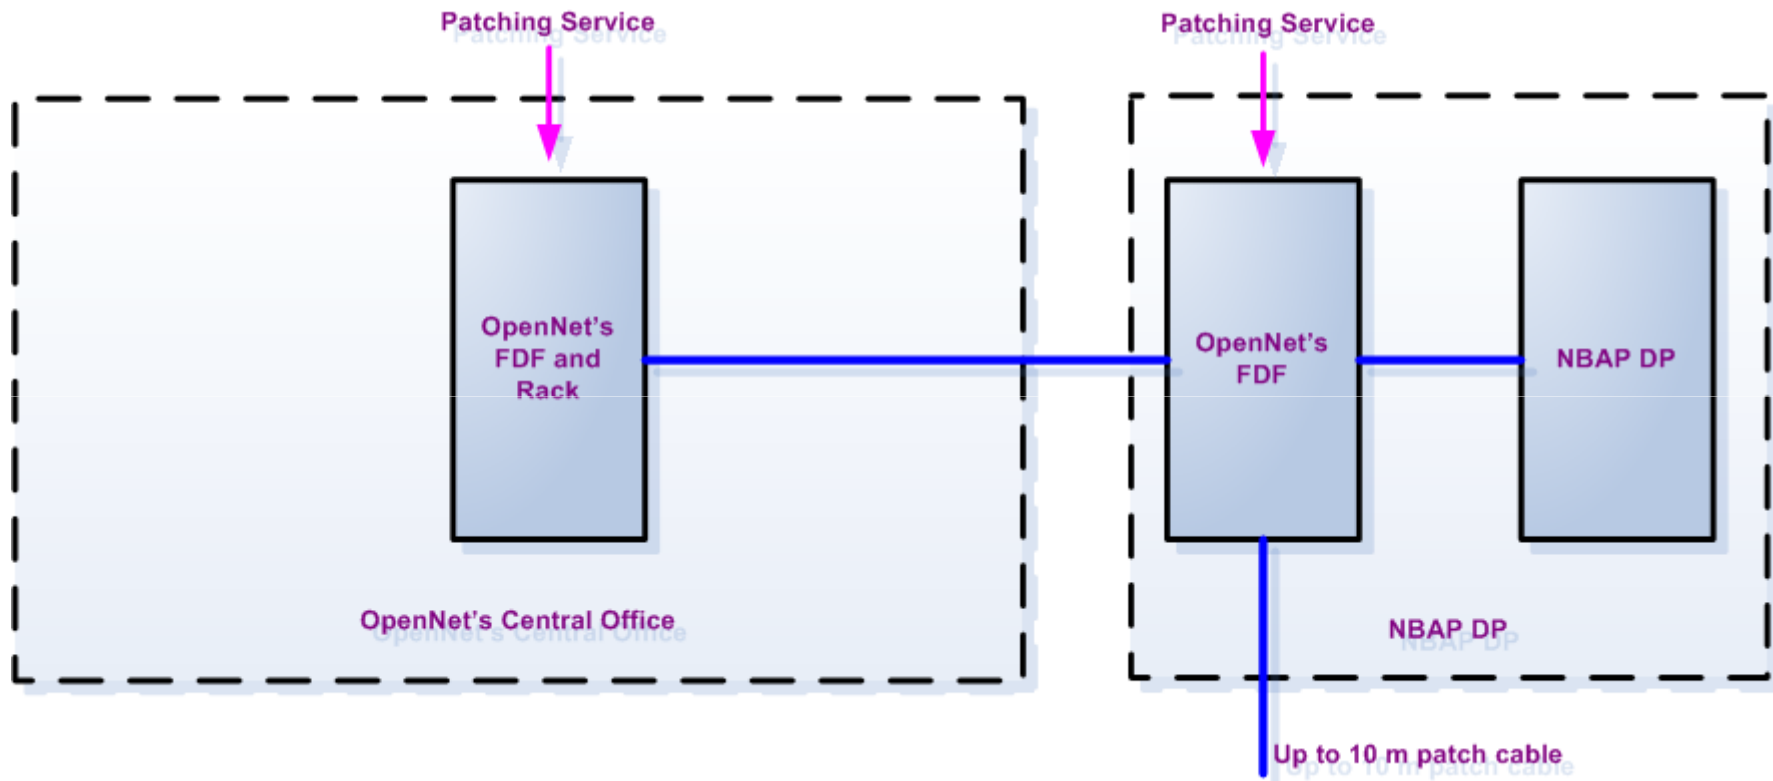 Patching Service
Patching Service
OpenNet's
FDF and
Rack
OpenNet's
FDF
NBAP DP
OpenNet's Central Office
NBAP DP
Up to 10 m patch cable